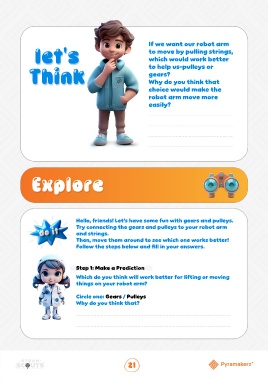 let's
Think
If we want our robot arm
to move by pulling strings,
which would work better
to help us-pulleys or
gears?
Why do you think that
choice would make the
robot arm move more
easily?
Explore
DO IT
Hello, friends! Let's have some fun with gears and pulleys.
Try connecting the gears and pulleys to your robot arm
and strings.
Then, move them around to see which one works better!
Follow the steps below and fill in your answers.
Step 1: Make a Prediction
Which do you think will work better for lifting or moving
things on your robot arm?
Circle one: Gears / Pulleys
Why do you think that?
SCOUTS
21
Pyramakerz